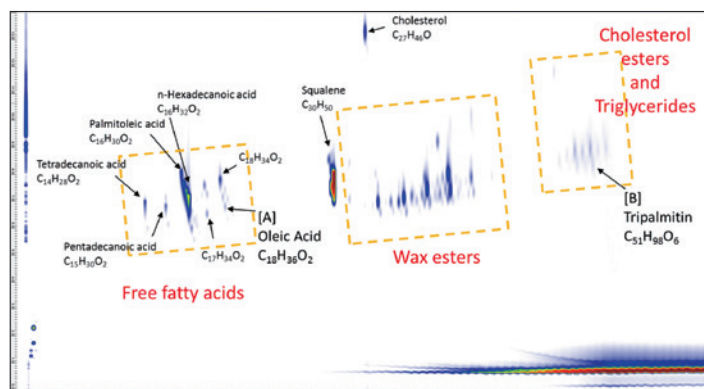 Cholesterol
C27H46O
Cholesterol
esters
and
Triglycerides
n-Hexadecanoic acid
C16H32O2
Squalene
C30H50
Palmitoleic acid
C16H30O2
Tetradecanoic acid
C14H28O2
C18H34O2
[A]
Oleic Acid
C18H36O2
[B]
Tripalmitin
C51H98O6
Pentadecanoic acid
C15H30O2
C17H34O2
Wax esters
Free fatty acids